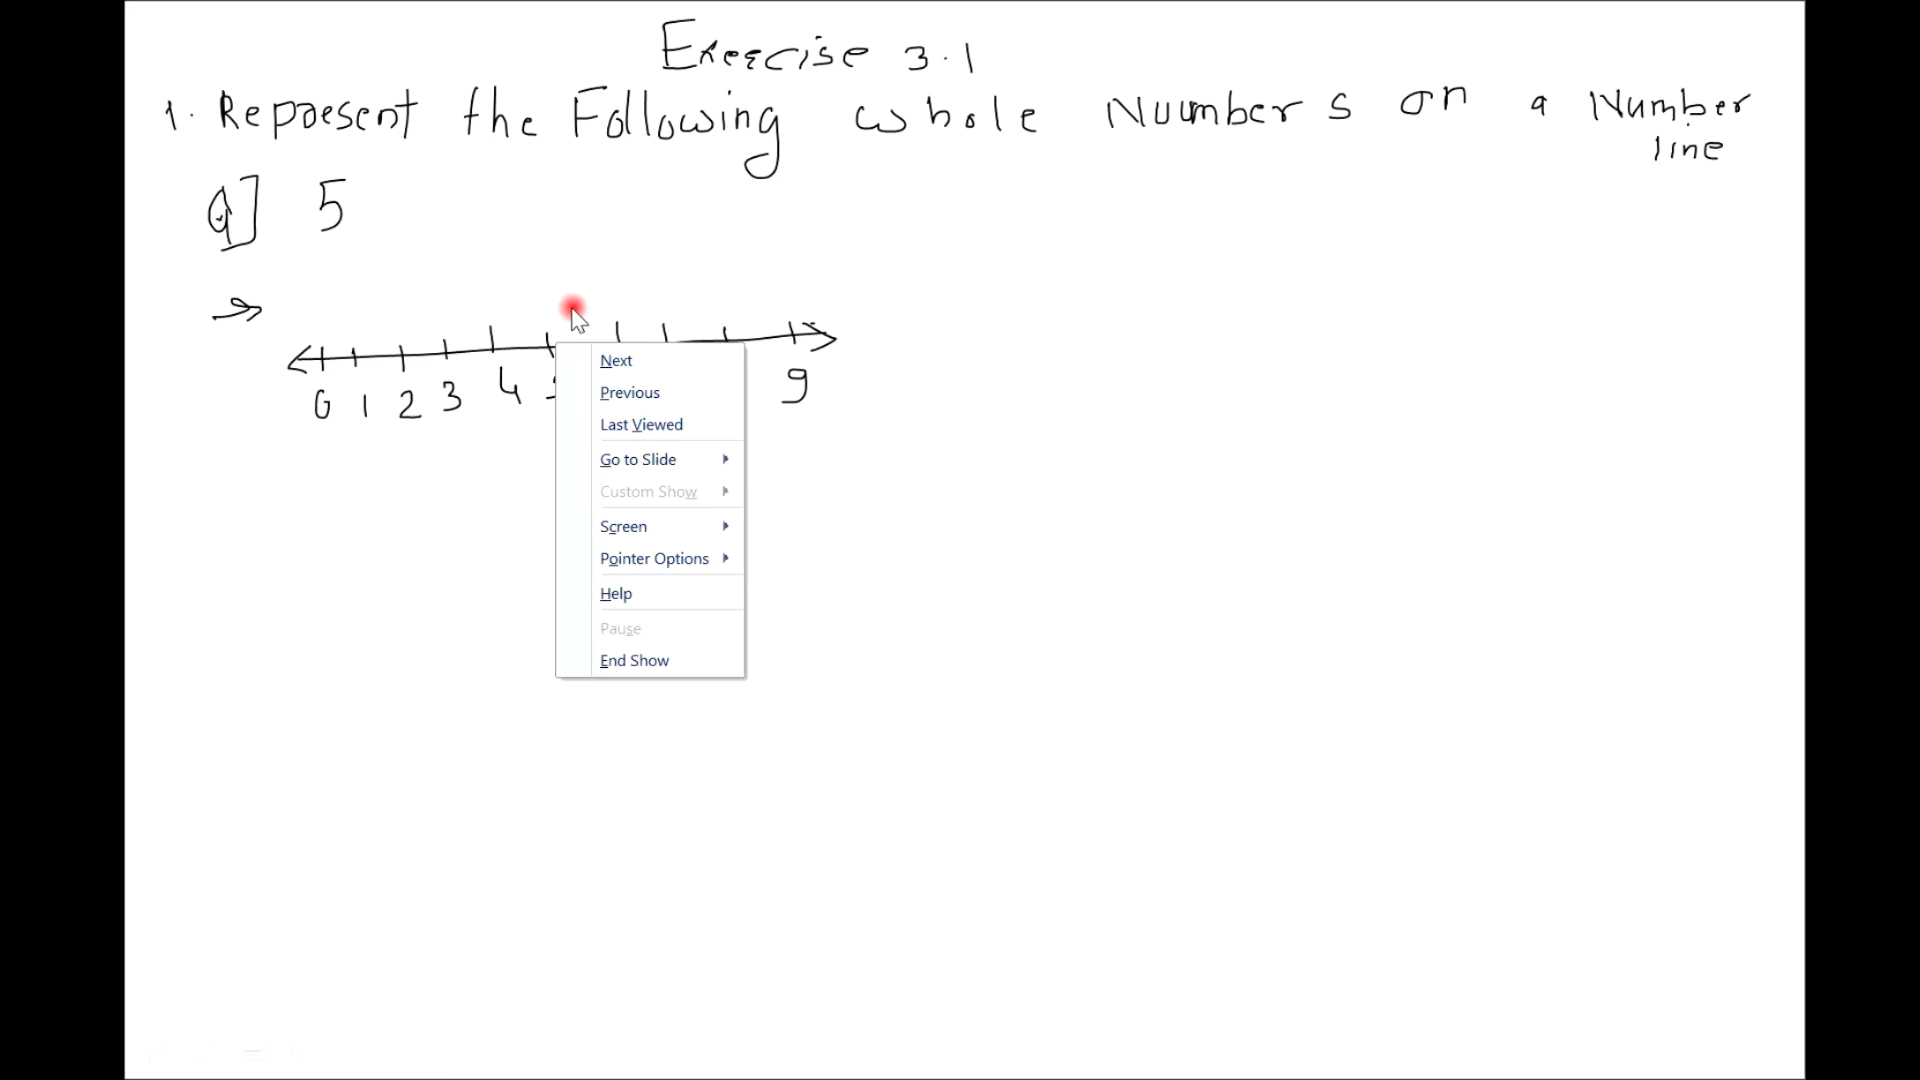 Exercise 3.1
1. Represent the Following whole Numbers on a Number
line
a] 5
0 1 2 3 4 9
Next
Previous
Last Viewed
Go to Slide
Custom Show
Screen
Pointer Options
Help
Pause
End Show